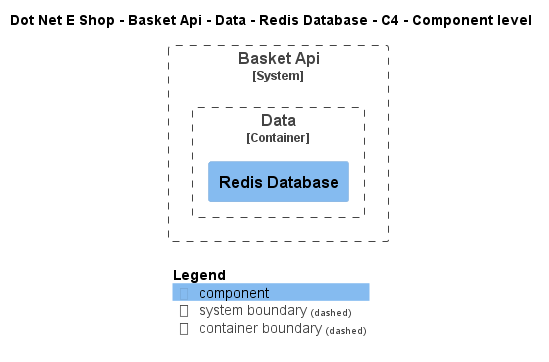 Dot Net E Shop - Basket Api - Data - Redis Database - C4 - Component level
Basket Api
[System]
Data
[Container]
Redis Database
Legend
component
system boundary (dashed)
container boundary (dashed)